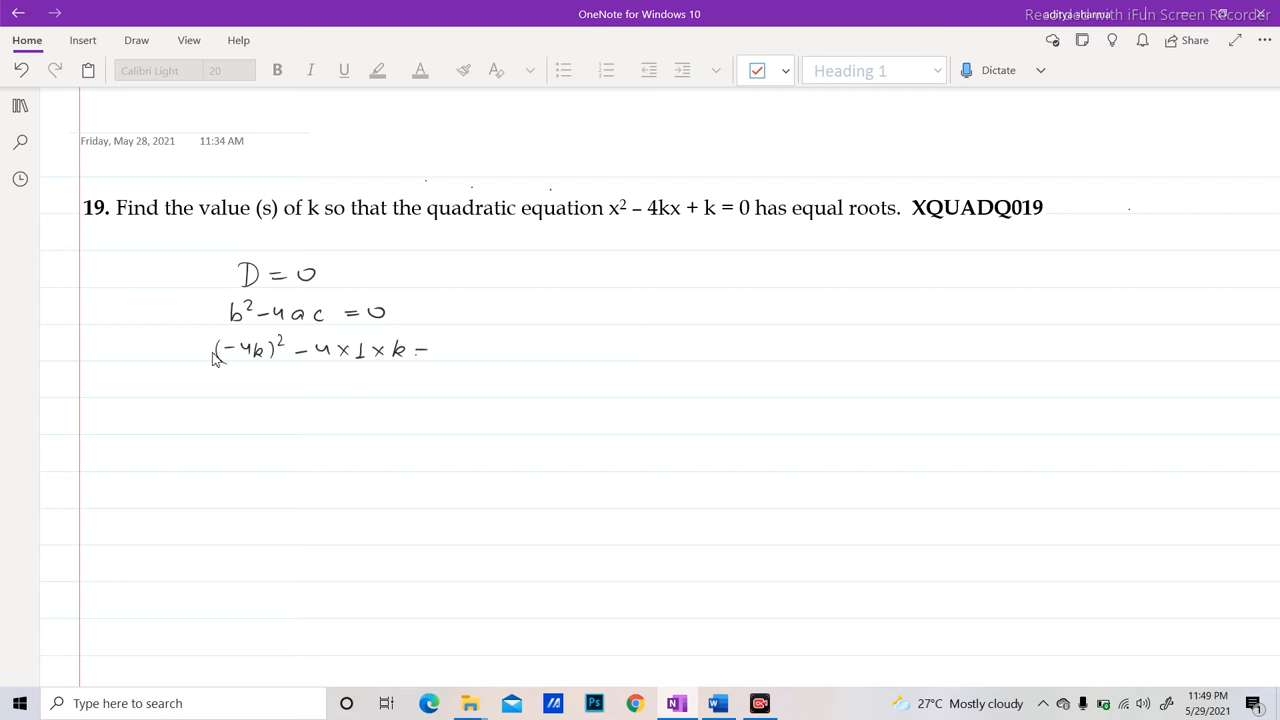 OneNote for Windows 10
aditya sharma
Recorded with iFun Screen Recorder
Home Insert Draw View Help
Share
Calibri Light 20 B I U A Heading 1 Dictate
Friday, May 28, 2021 11:34 AM
19. Find the value (s) of k so that the quadratic equation x² – 4kx + k = 0 has equal roots. XQUADQ019
D = 0
b² - 4ac = 0
(-4k)² - 4 × 1 × k =
Type here to search
27°C Mostly cloudy
11:49 PM
5/29/2021